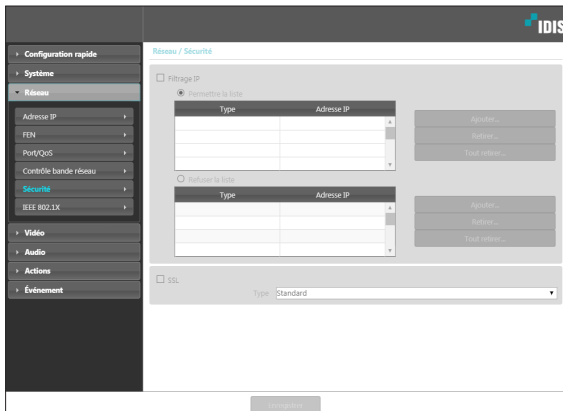 IDIS
Configuration rapide
Système
Réseau
Adresse IP
FEN
Port/QoS
Contrôle bande réseau
Sécurité
IEEE 802.1X
Vidéo
Audio
Actions
Événement
Réseau / Sécurité
Filtrage IP
Permettre la liste
Type Adresse IP
Ajouter...
Retirer...
Tout retirer...
Refuser la liste
Type Adresse IP
Ajouter...
Retirer...
Tout retirer...
SSL
Type Standard
Enregistrer